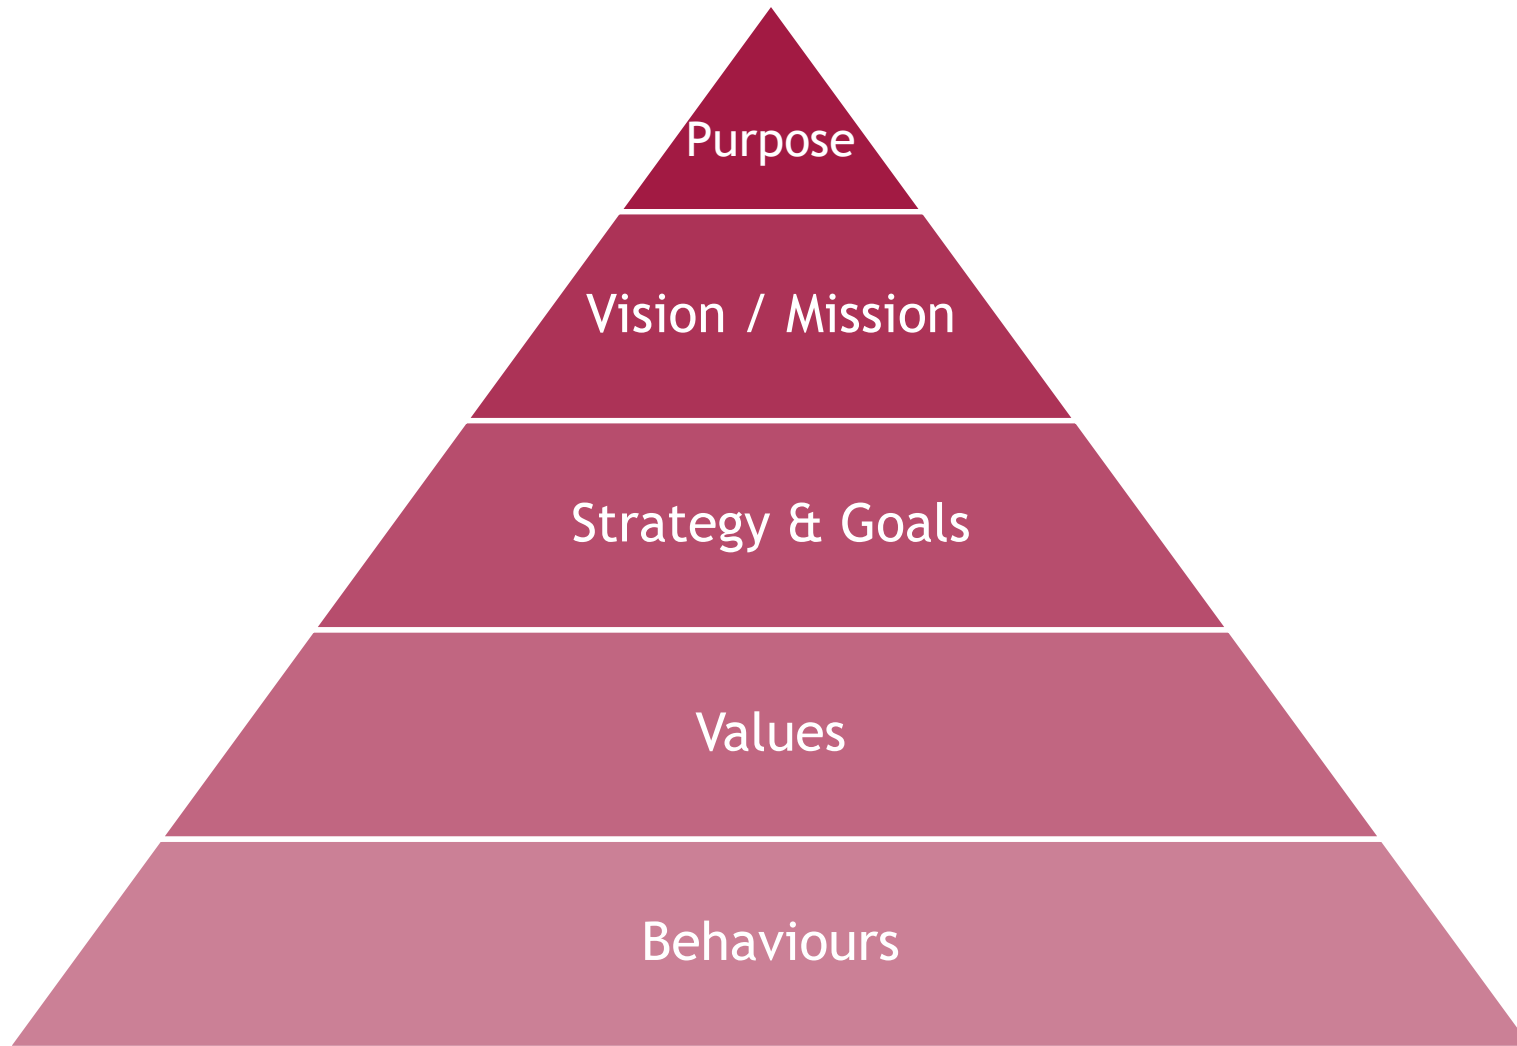 Purpose
Vision / Mission
Strategy & Goals
Values
Behaviours